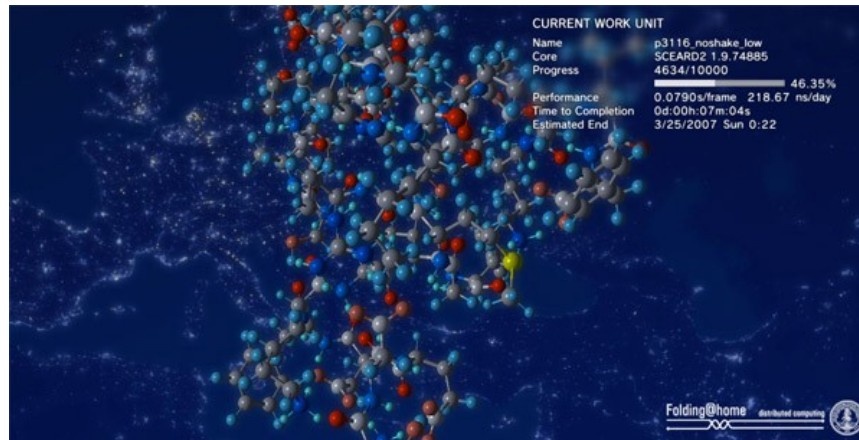 CURRENT WORK UNIT
Name p3116_noshake_low
Core SCEARD2 1.9.74885
Progress 4634/10000
46.35%
Performance 0.0790s/frame 218.67 ns/day
Time to Completion 0d:00h:07m:04s
Estimated End 3/25/2007 Sun 0:22
Folding@home distributed computing